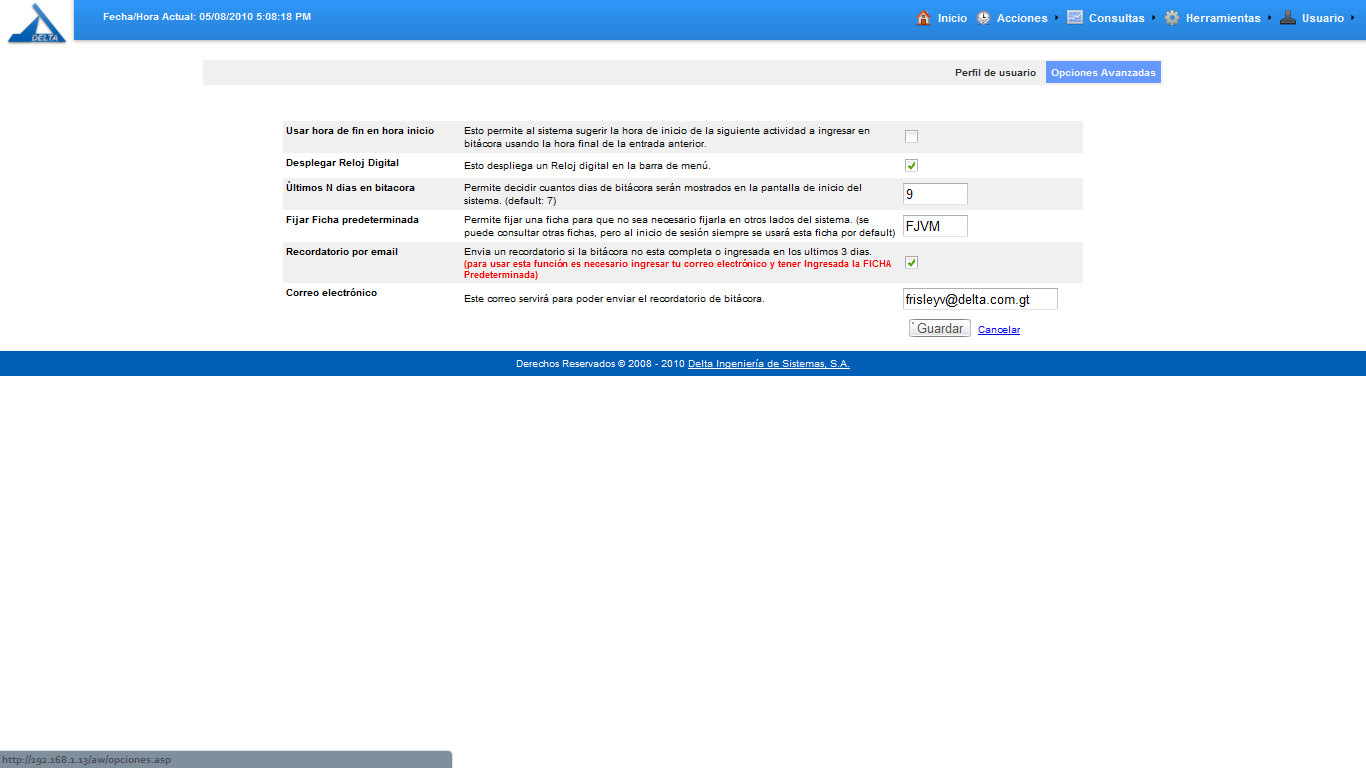 DELTA
Fecha/Hora Actual: 05/08/2010 5:08:18 PM
Inicio Acciones Consultas Herramientas Usuario
Perfil de usuario Opciones Avanzadas
Usar hora de fin en hora inicio
Esto permite al sistema sugerir la hora de inicio de la siguiente actividad a ingresar en
bitácora usando la hora final de la entrada anterior.
Desplegar Reloj Digital
Esto despliega un Reloj digital en la barra de menú.
Últimos N dias en bitacora
Permite decidir cuantos dias de bitácora serán mostrados en la pantalla de inicio del
sistema. (default: 7)
9
Fijar Ficha predeterminada
Permite fijar una ficha para que no sea necesario fijarla en otros lados del sistema. (se
puede consultar otras fichas, pero al inicio de sesión siempre se usará esta ficha por default)
FJVM
Recordatorio por email
Envia un recordatorio si la bitácora no esta completa o ingresada en los ultimos 3 dias.
(para usar esta función es necesario ingresar tu correo electrónico y tener Ingresada la FICHA
Predeterminada)
Correo electrónico
Este correo servirá para poder enviar el recordatorio de bitácora.
frisleyv@delta.com.gt
Guardar Cancelar
Derechos Reservados © 2008 - 2010 Delta Ingeniería de Sistemas, S.A.
http://192.168.1.13/aw/opciones.asp